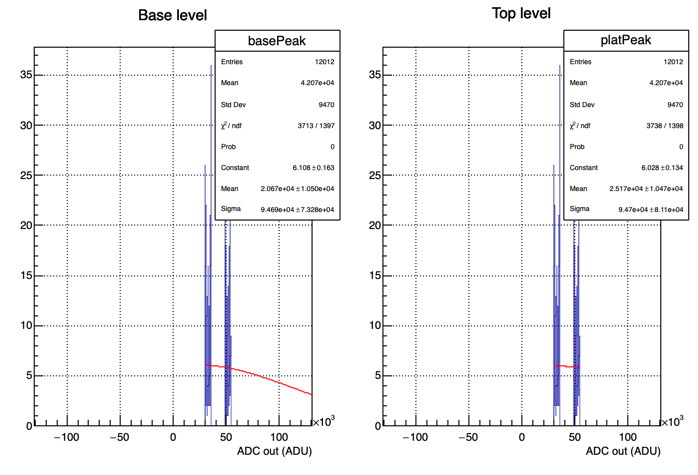 Base level
basePeak
Entries 12012
Mean 4.207e+04
Std Dev 9470
χ² / ndf 3713 / 1397
Prob 0
Constant 6.108 ± 0.163
Mean 2.067e+04 ± 1.050e+04
Sigma 9.469e+04 ± 7.328e+04
35
30
25
20
15
10
5
0
−100
−50
0
50
100
×10³
ADC out (ADU)
Top level
platPeak
Entries 12012
Mean 4.207e+04
Std Dev 9470
χ² / ndf 3738 / 1398
Prob 0
Constant 6.028 ± 0.134
Mean 2.517e+04 ± 1.047e+04
Sigma 9.47e+04 ± 8.11e+04
35
30
25
20
15
10
5
0
−100
−50
0
50
100
×10³
ADC out (ADU)